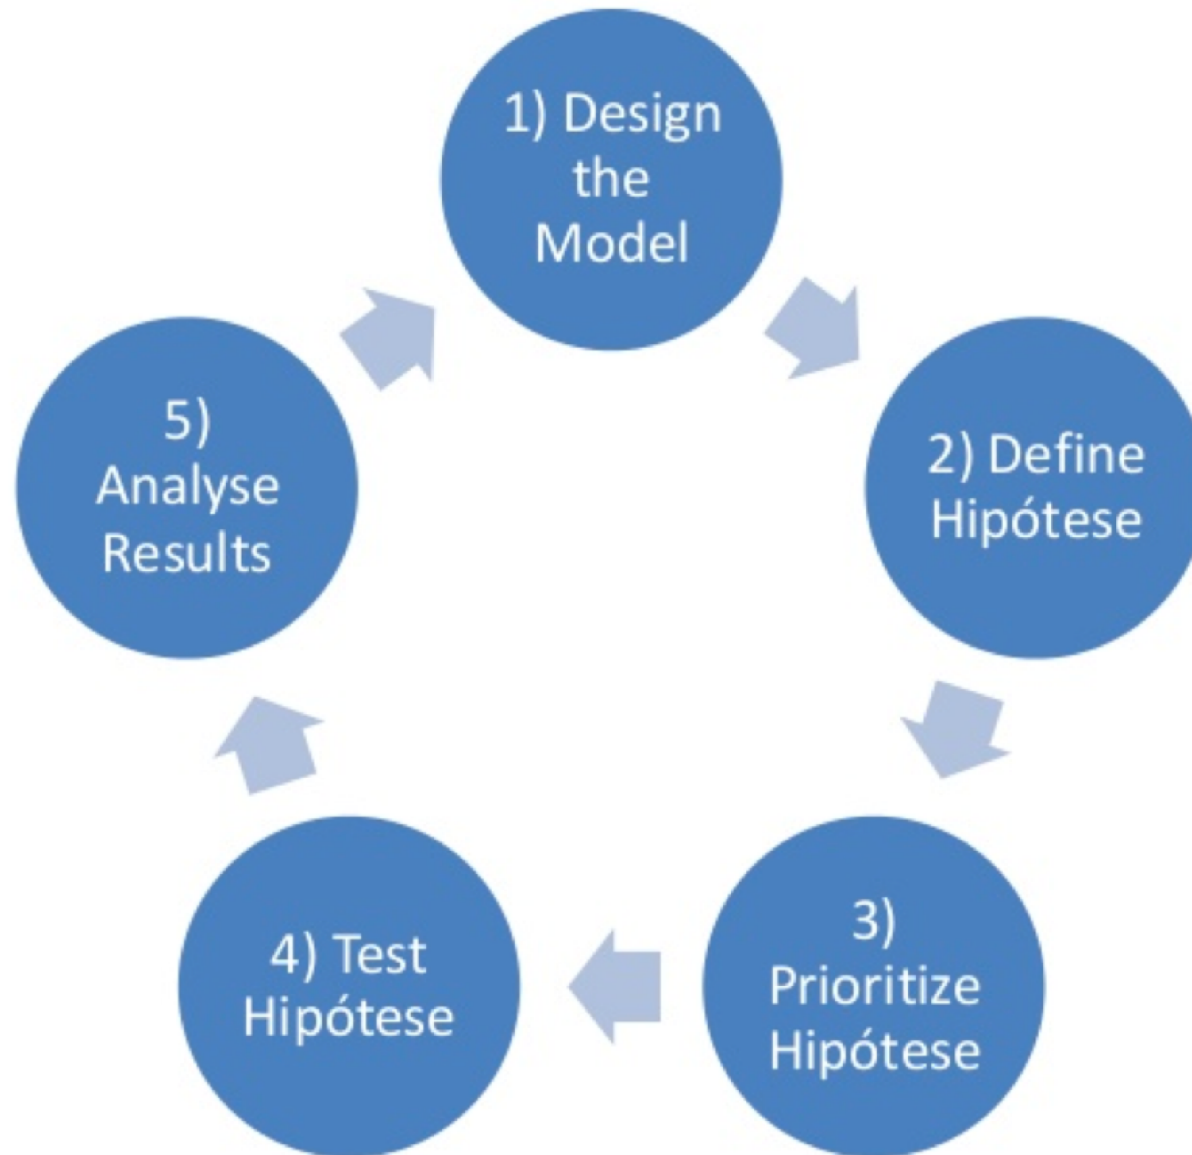 1) Design
the
Model
2) Define
Hipótese
3)
Prioritize
Hipótese
4) Test
Hipótese
5)
Analyse
Results